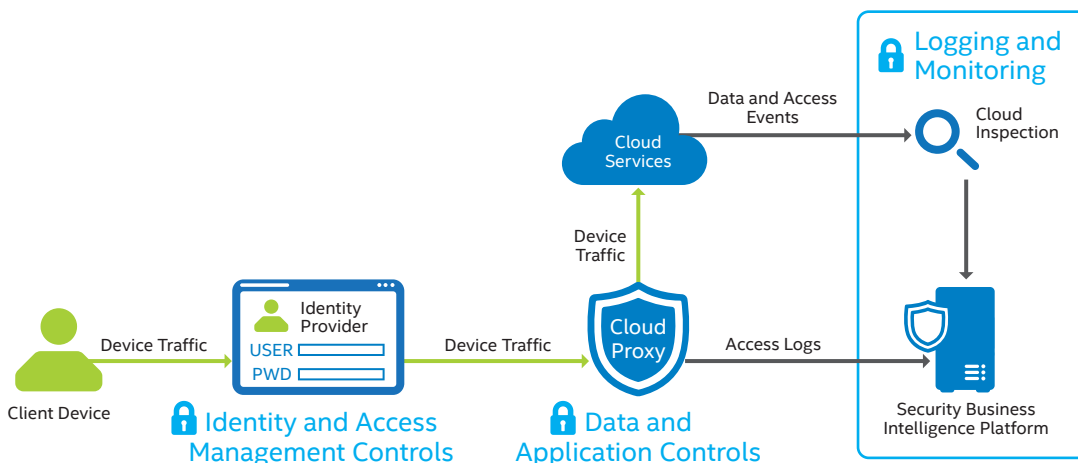 Logging and
Monitoring
Data and Access
Events
Cloud
Inspection
Cloud
Services
Device
Traffic
Identity
Provider
USER
PWD
Cloud
Proxy
Device Traffic
Device Traffic
Access Logs
Client Device
Identity and Access
Management Controls
Data and
Application Controls
Security Business
Intelligence Platform